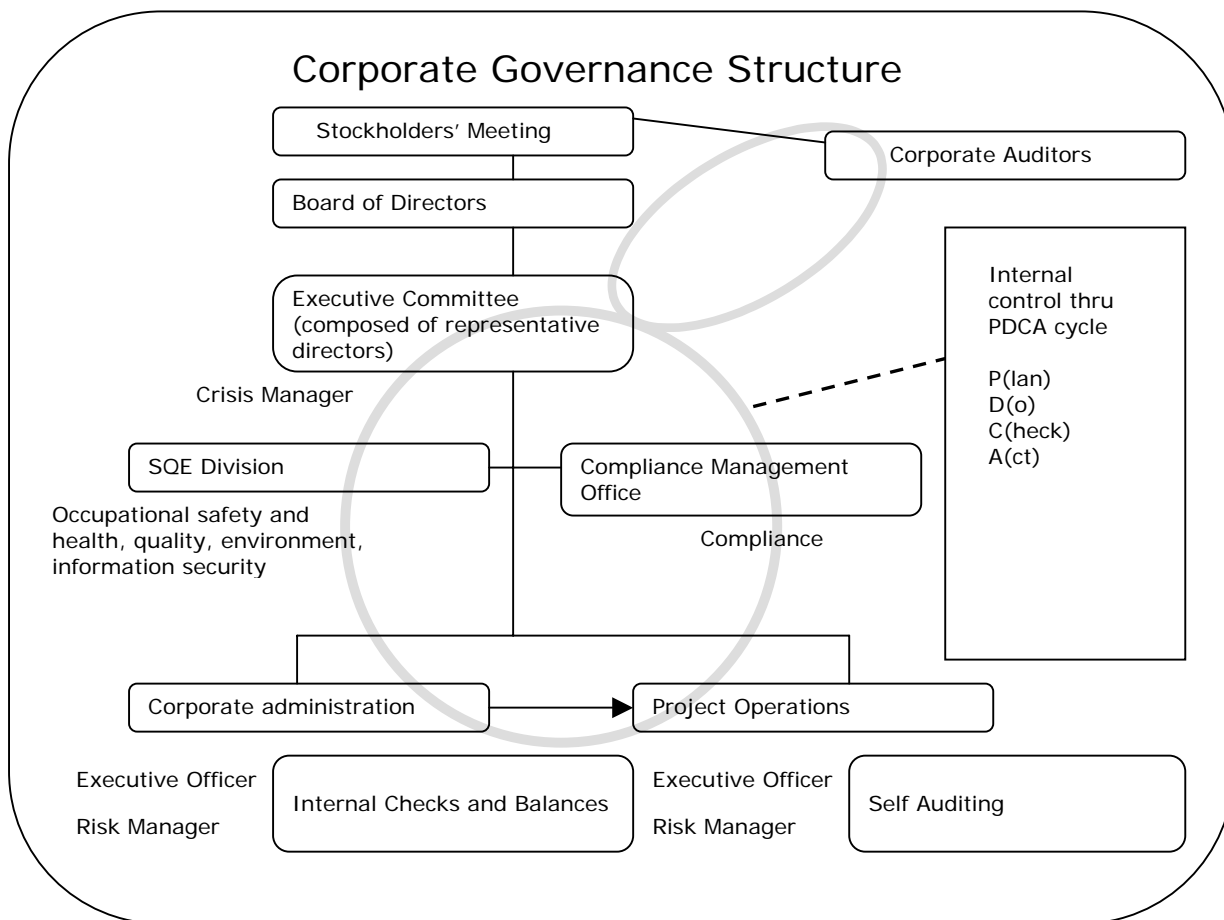 Corporate Governance Structure
Stockholders’ Meeting
Corporate Auditors
Board of Directors
Internal
control thru
PDCA cycle
P(lan)
D(o)
C(heck)
A(ct)
Executive Committee
(composed of representative
directors)
Crisis Manager
SQE Division
Compliance Management
Office
Occupational safety and
health, quality, environment,
information security
Compliance
Corporate administration
Project Operations
Executive Officer
Risk Manager
Internal Checks and Balances
Executive Officer
Risk Manager
Self Auditing